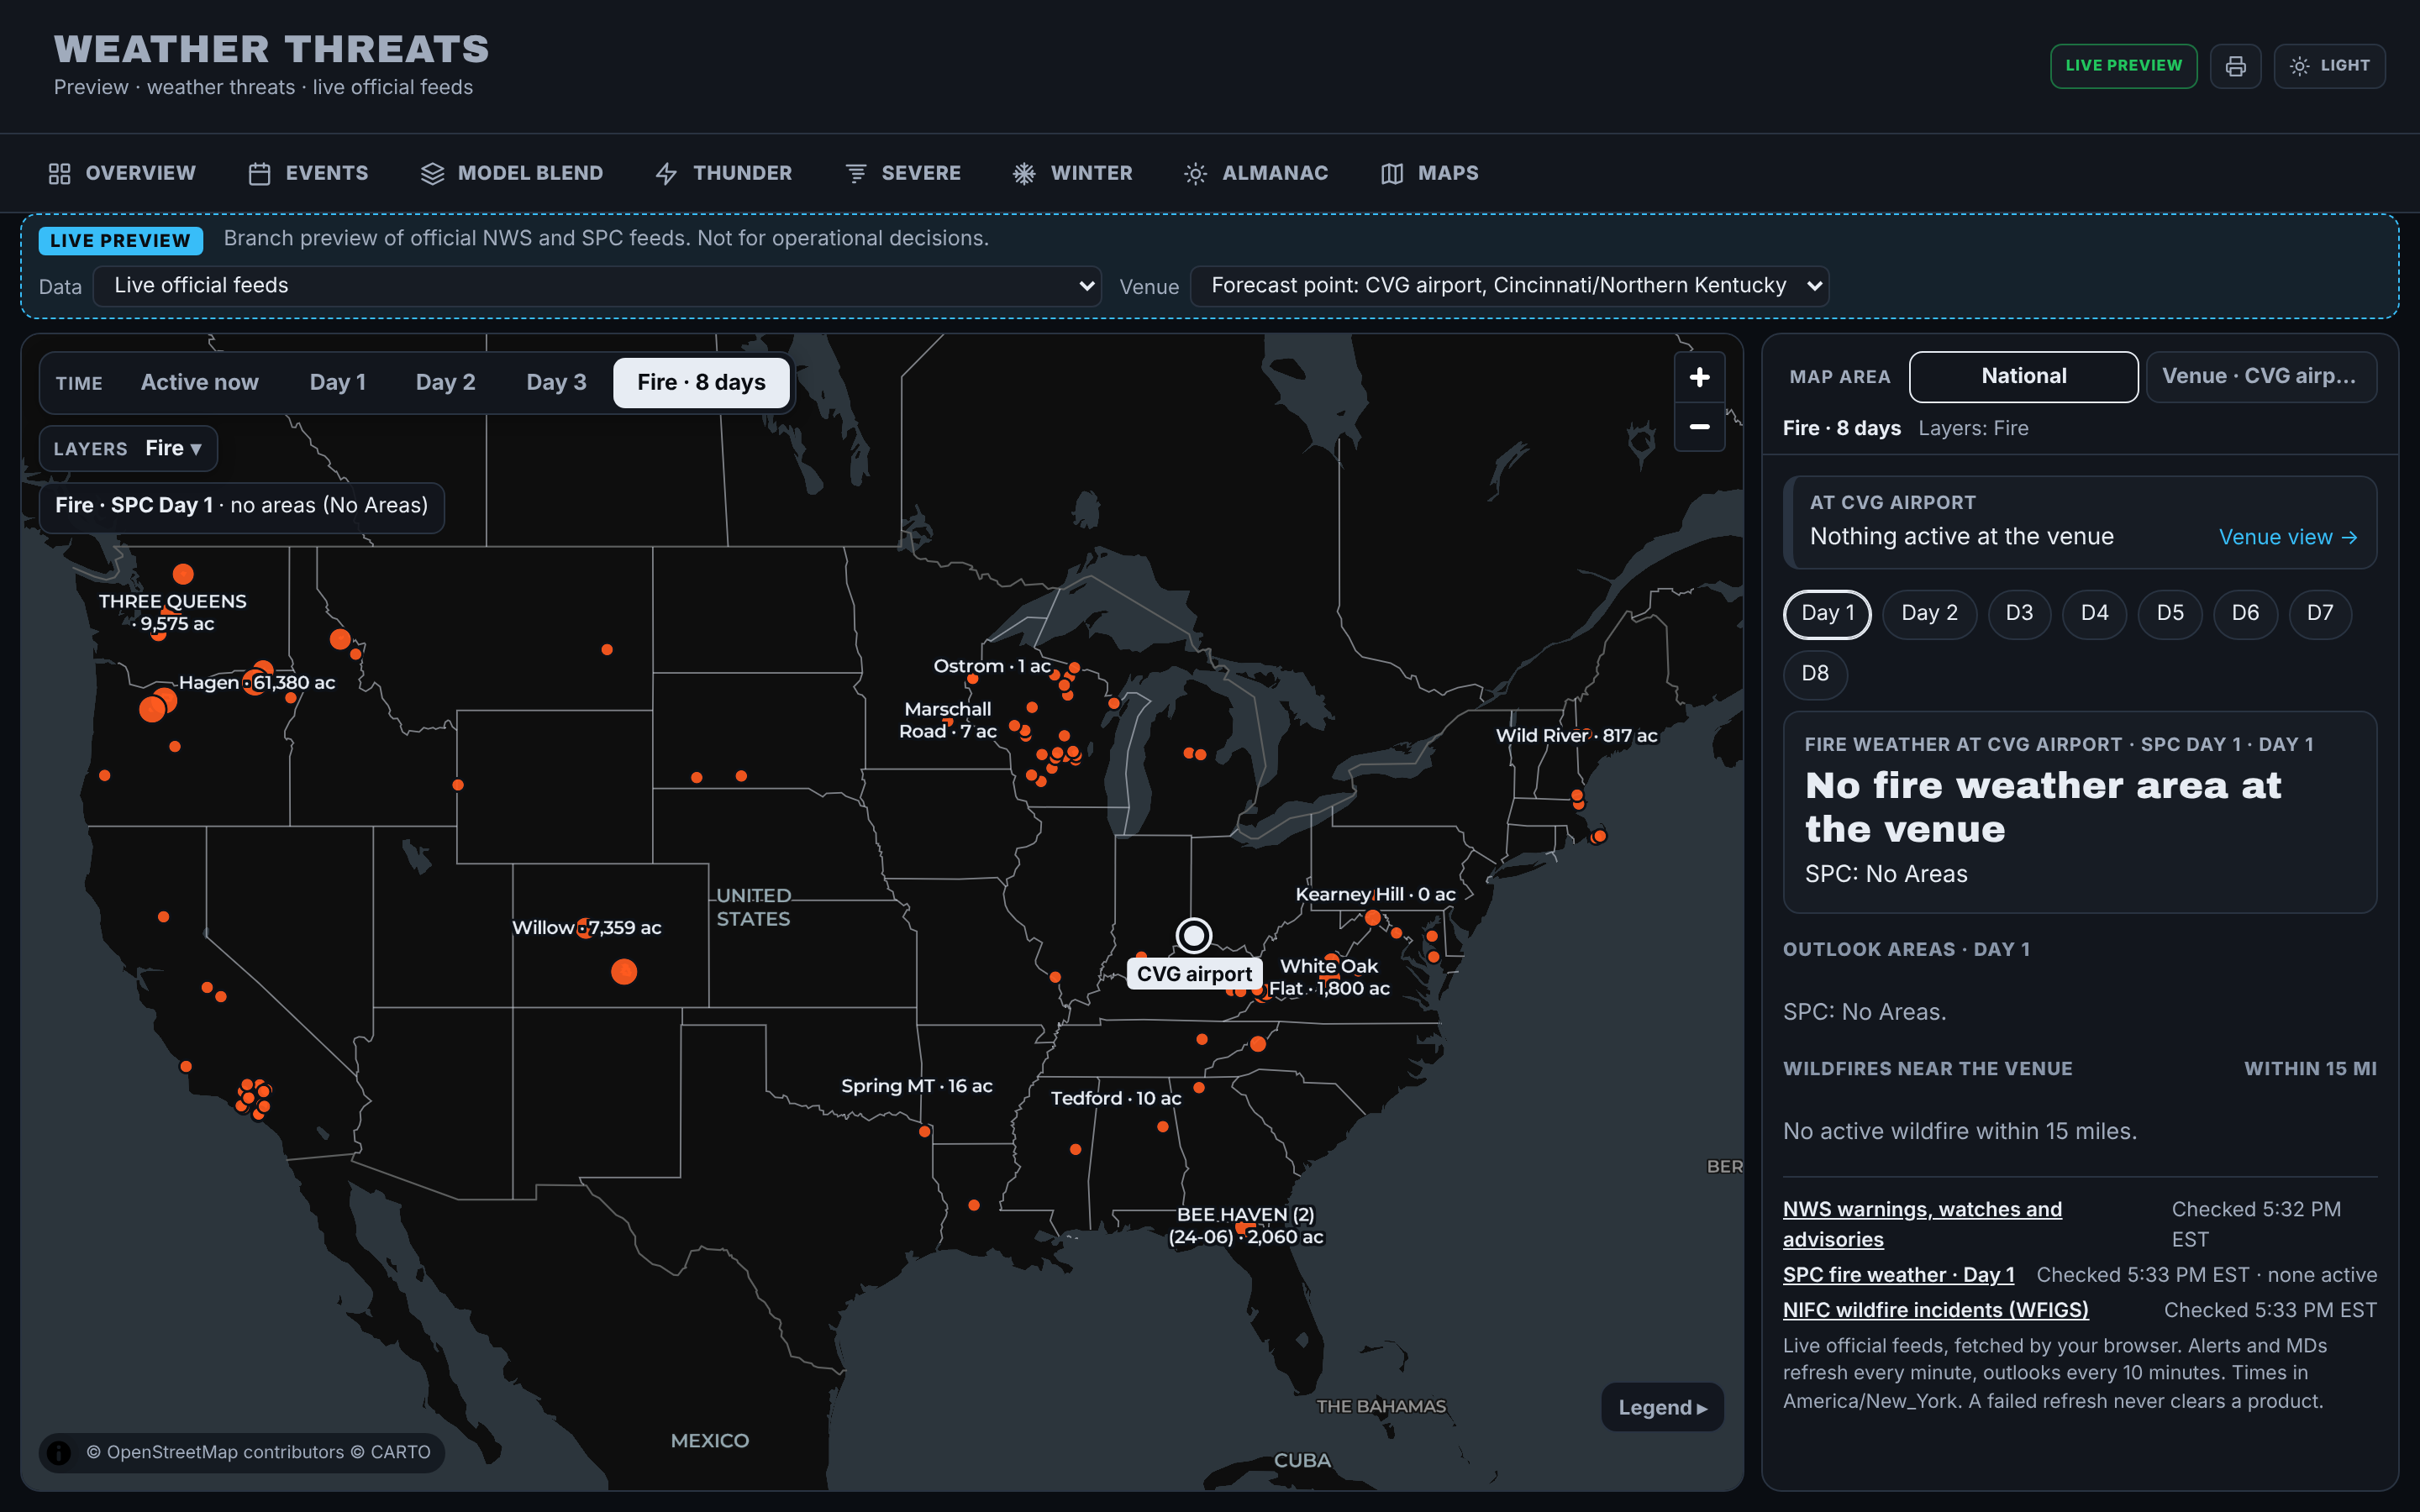 WEATHER THREATS
Preview · weather threats · live official feeds
LIVE PREVIEW
LIGHT
OVERVIEW
EVENTS
MODEL BLEND
THUNDER
SEVERE
WINTER
ALMANAC
MAPS
LIVE PREVIEW
Branch preview of official NWS and SPC feeds. Not for operational decisions.
Data
Live official feeds
Venue
Forecast point: CVG airport, Cincinnati/Northern Kentucky
TIME
Active now
Day 1
Day 2
Day 3
Fire · 8 days
LAYERS Fire ▾
Fire · SPC Day 1 · no areas (No Areas)
+
−
THREE QUEENS
· 9,575 ac
Hagen · 61,380 ac
Ostrom · 1 ac
Marschall
Road · 7 ac
Wild River · 817 ac
UNITED
STATES
Willow · 7,359 ac
Kearney Hill · 0 ac
CVG airport
White Oak
Flat · 1,800 ac
Spring MT · 16 ac
Tedford · 10 ac
BER
BEE HAVEN (2)
(24-06) · 2,060 ac
THE BAHAMAS
MEXICO
CUBA
Legend ▸
© OpenStreetMap contributors © CARTO
MAP AREA
National
Venue · CVG airp...
Fire · 8 days
Layers: Fire
AT CVG AIRPORT
Nothing active at the venue
Venue view →
Day 1
Day 2
D3
D4
D5
D6
D7
D8
FIRE WEATHER AT CVG AIRPORT · SPC DAY 1 · DAY 1
No fire weather area at
the venue
SPC: No Areas
OUTLOOK AREAS · DAY 1
SPC: No Areas.
WILDFIRES NEAR THE VENUE
WITHIN 15 MI
No active wildfire within 15 miles.
NWS warnings, watches and
advisories
Checked 5:32 PM
EST
SPC fire weather · Day 1
Checked 5:33 PM EST · none active
NIFC wildfire incidents (WFIGS)
Checked 5:33 PM EST
Live official feeds, fetched by your browser. Alerts and MDs
refresh every minute, outlooks every 10 minutes. Times in
America/New_York. A failed refresh never clears a product.